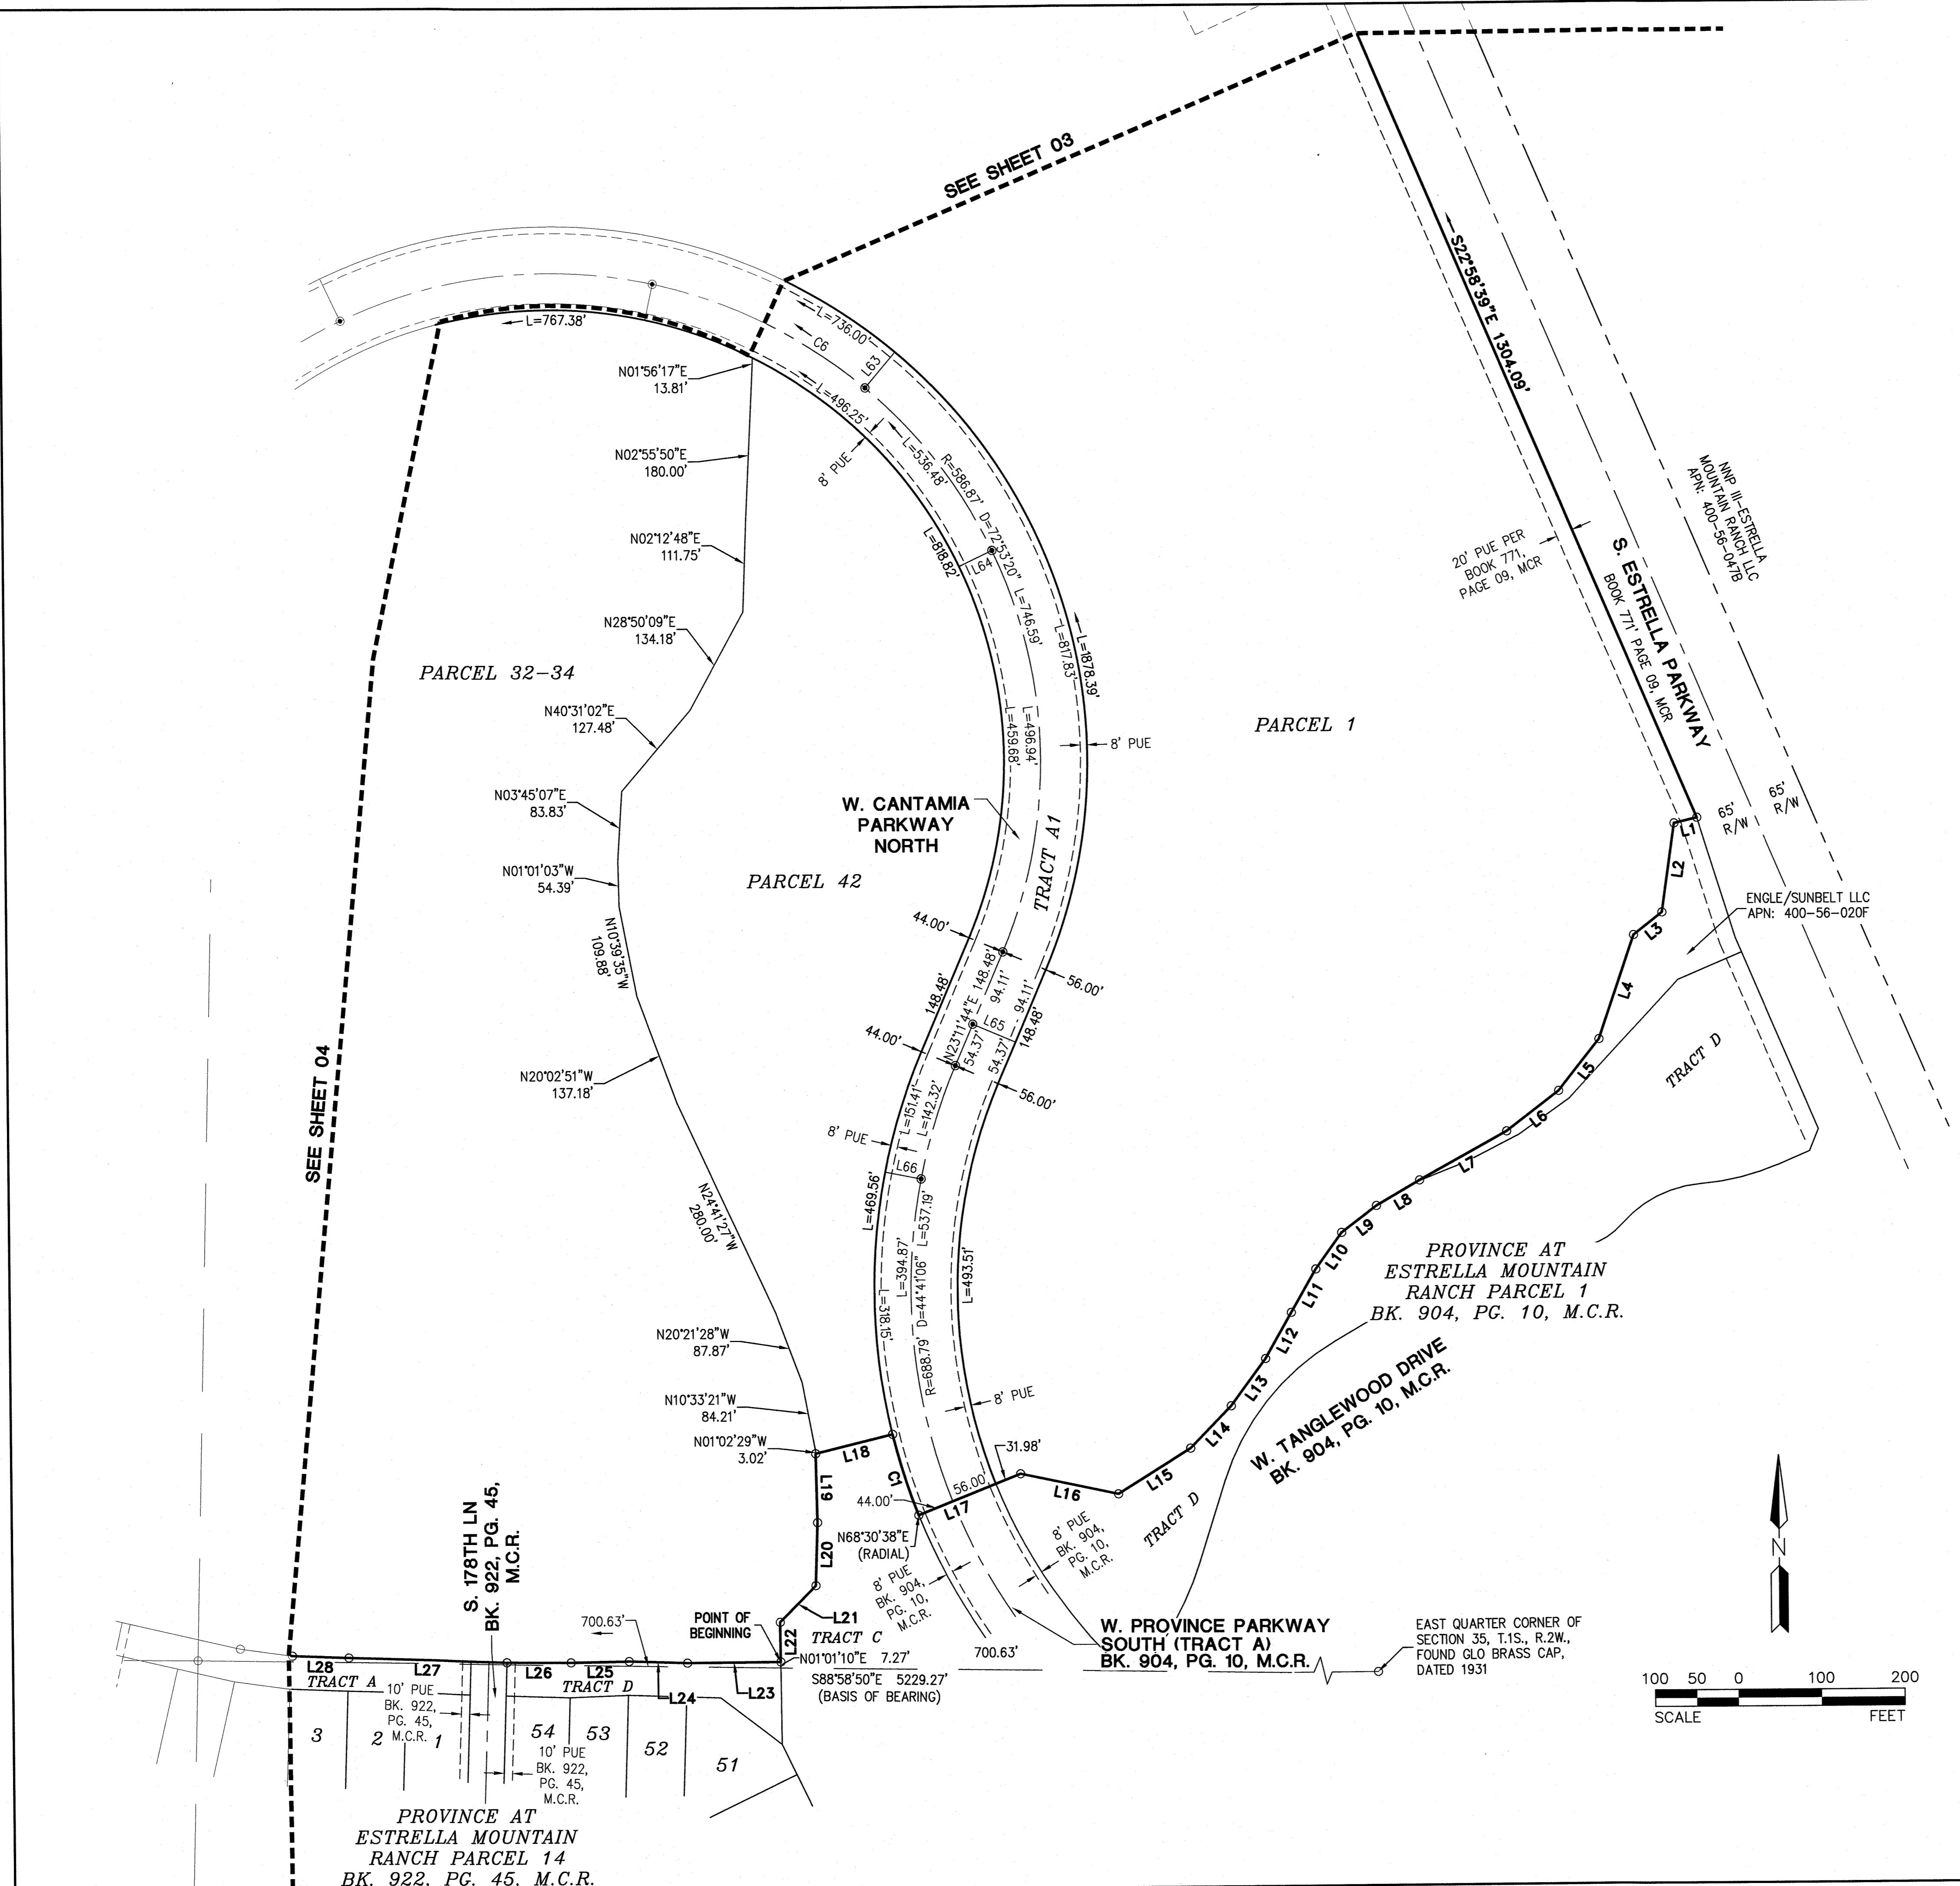 SEE SHEET 03
S22°58'39"E 1304.09'
L=767.38'
L=736.00'
C6
L63
L=496.25'
8' PUE
L=536.48'
R=586.87' D=72°53'20" L=746.59'
L=818.82'
L64
L=817.83'
L=1878.39'
L=459.68'
L=496.94'
8' PUE
N01°56'17"E
13.81'
N02°55'50"E
180.00'
N02°12'48"E
111.75'
N28°50'09"E
134.18'
PARCEL 32-34
N40°31'02"E
127.48'
N03°45'07"E
83.83'
N01°01'03"W
54.39'
N10°39'35"W
109.88'
N20°02'51"W
137.18'
N24°41'27"W
280.00'
N20°21'28"W
87.87'
N10°33'21"W
84.21'
N01°02'29"W
3.02'
SEE SHEET 04
PARCEL 42
W. CANTAMIA
PARKWAY
NORTH
TRACT A1
PARCEL 1
20' PUE PER
BOOK 771,
PAGE 09, MCR
NNP III-ESTRELLA
MOUNTAIN RANCH LLC
APN: 400-56-047B
S. ESTRELLA PARKWAY
BOOK 771' PAGE 09, MCR
65'
R/W
65'
R/W
ENGLE/SUNBELT LLC
APN: 400-56-020F
44.00'
148.48'
44.00'
N23°11'44"E 148.48'
94.11'
94.11'
56.00'
L65
54.37'
54.37'
148.48'
56.00'
L=151.41'
L=142.32'
8' PUE
L66
L=469.56'
L=394.87'
R=688.79' D=44°41'06" L=537.19'
L=318.15'
L=493.51'
8' PUE
31.98'
L1
L2
L3
L4
L5
L6
L7
L8
L9
L10
L11
L12
L13
L14
L15
L16
L17
56.00'
44.00'
C1
L18
L19
L20
L21
L22
TRACT D
PROVINCE AT
ESTRELLA MOUNTAIN
RANCH PARCEL 1
BK. 904, PG. 10, M.C.R.
W. TANGLEWOOD DRIVE
BK. 904, PG. 10, M.C.R.
TRACT D
N68°30'38"E
(RADIAL)
8' PUE
BK. 904,
PG. 10,
M.C.R.
8' PUE
BK. 904,
PG. 10,
M.C.R.
S. 178TH LN
BK. 922, PG. 45,
M.C.R.
700.63'
POINT OF
BEGINNING
TRACT C
N01°01'10"E 7.27'
S88°58'50"E 5229.27'
(BASIS OF BEARING)
700.63'
W. PROVINCE PARKWAY
SOUTH (TRACT A)
BK. 904, PG. 10, M.C.R.
EAST QUARTER CORNER OF
SECTION 35, T.1S., R.2W.,
FOUND GLO BRASS CAP,
DATED 1931
L28
L27
L26
L25
L24
L23
TRACT A
TRACT D
10' PUE
BK. 922,
PG. 45,
M.C.R.
3
2
1
54
53
52
51
10' PUE
BK. 922,
PG. 45,
M.C.R.
PROVINCE AT
ESTRELLA MOUNTAIN
RANCH PARCEL 14
BK. 922, PG. 45, M.C.R.
N
100 50 0 100 200
SCALE FEET